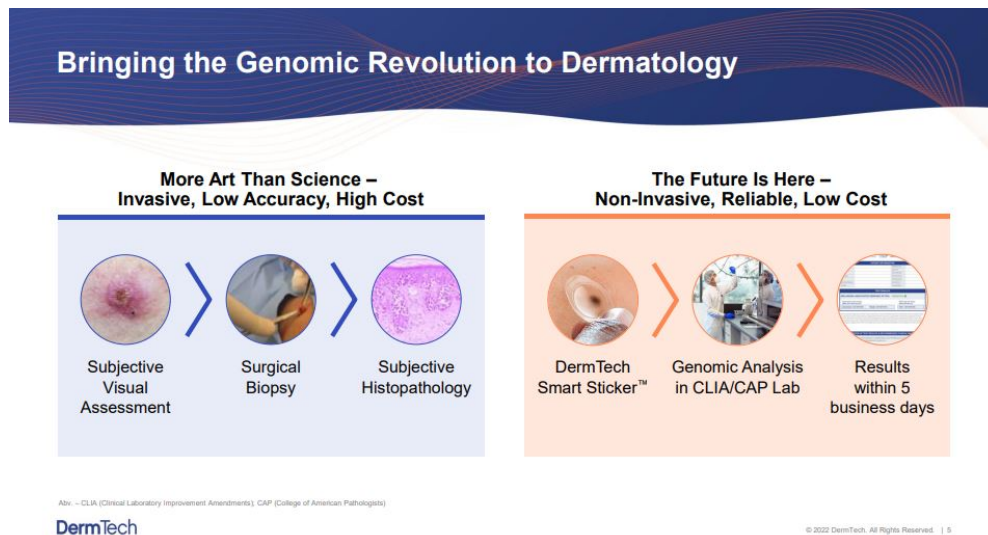 Bringing the Genomic Revolution to Dermatology
More Art Than Science –
Invasive, Low Accuracy, High Cost
Subjective
Visual
Assessment
Surgical
Biopsy
Subjective
Histopathology
The Future Is Here –
Non-Invasive, Reliable, Low Cost
DermTech
Smart Sticker™
Genomic Analysis
in CLIA/CAP Lab
Results
within 5
business days
Abv. – CLIA (Clinical Laboratory Improvement Amendments); CAP (College of American Pathologists)
DermTech
© 2022 DermTech. All Rights Reserved. | 5